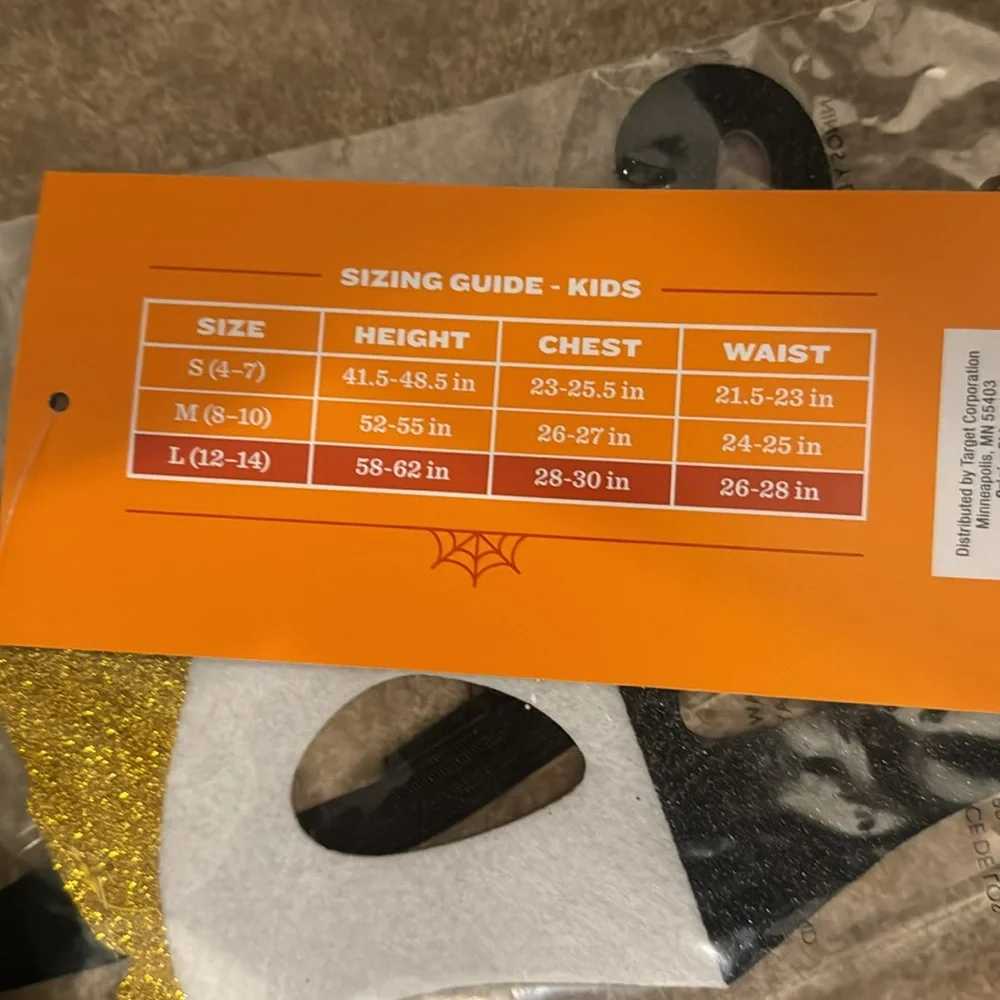 SIZING GUIDE - KIDS
SIZE HEIGHT CHEST WAIST
S (4–7) 41.5-48.5 in 23-25.5 in 21.5-23 in
M (8–10) 52-55 in 26-27 in 24-25 in
L (12–14) 58-62 in 28-30 in 26-28 in
Distributed by Target Corporation
Minneapolis, MN 55403